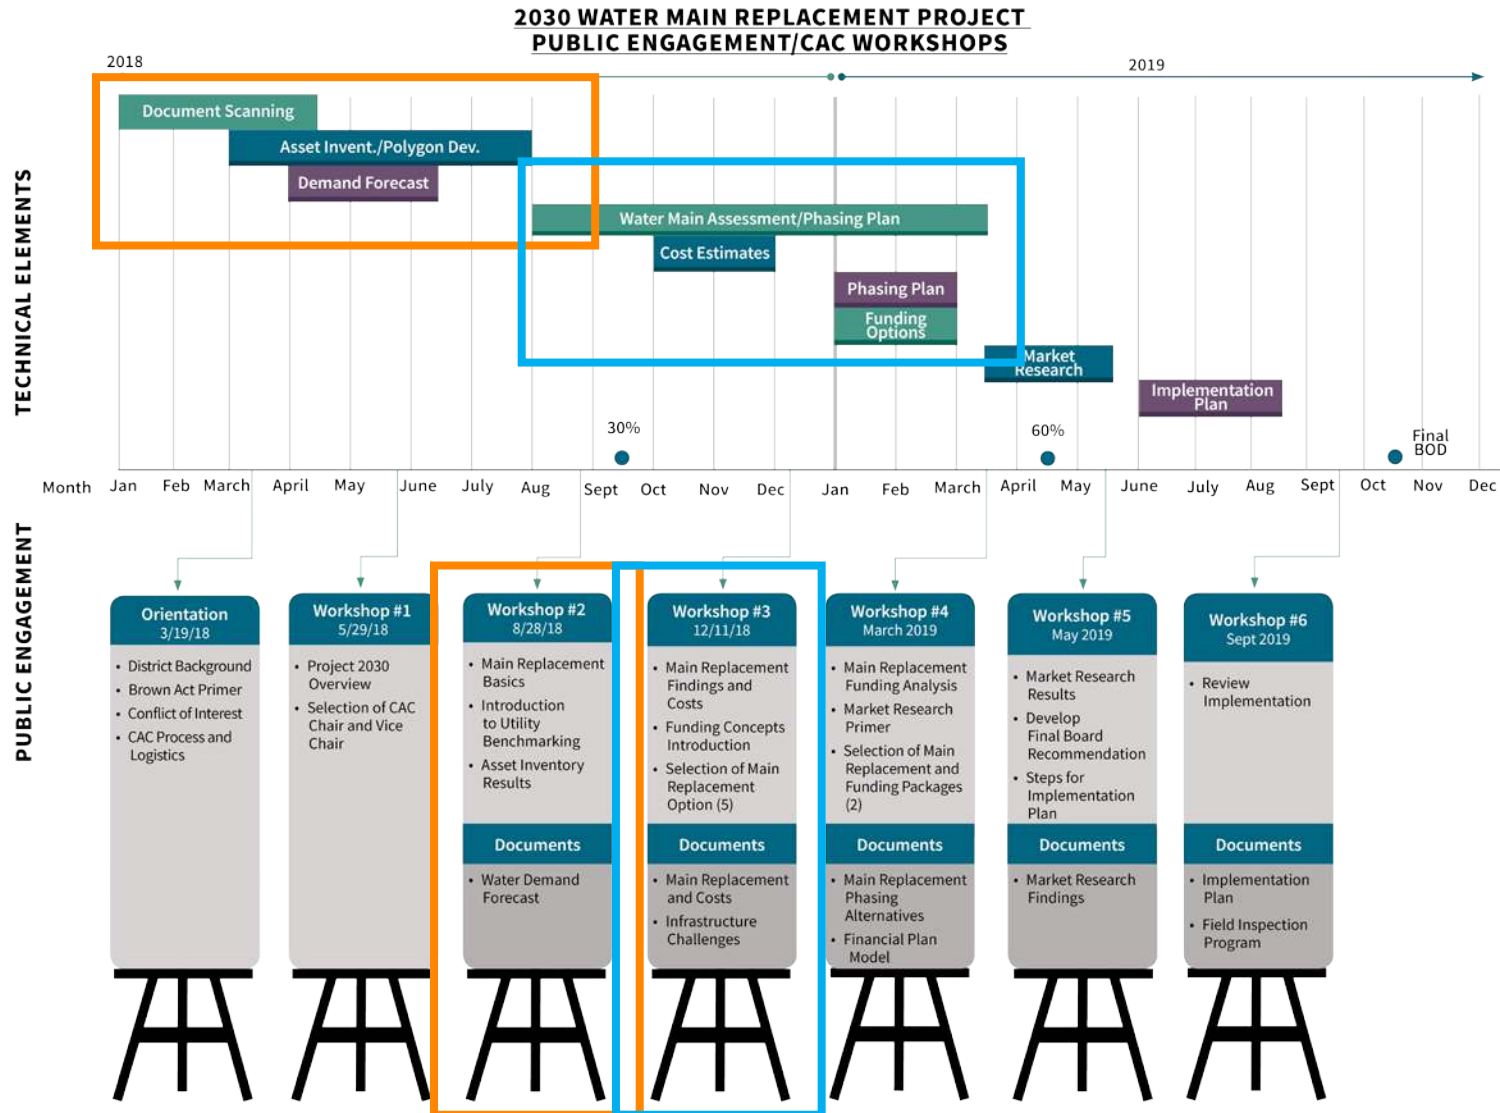 2030 WATER MAIN REPLACEMENT PROJECT
PUBLIC ENGAGEMENT/CAC WORKSHOPS
2018
2019
TECHNICAL ELEMENTS
Document Scanning
Asset Invent./Polygon Dev.
Demand Forecast
Water Main Assessment/Phasing Plan
Cost Estimates
Phasing Plan
Funding
Options
Market
Research
Implementation
Plan
30%
60%
Final
BOD
Month Jan Feb March April May June July Aug Sept Oct Nov Dec Jan Feb March April May June July Aug Sept Oct Nov Dec
PUBLIC ENGAGEMENT
Orientation
3/19/18
• District Background
• Brown Act Primer
• Conflict of Interest
• CAC Process and
Logistics
Workshop #1
5/29/18
• Project 2030
Overview
• Selection of CAC
Chair and Vice
Chair
Workshop #2
8/28/18
• Main Replacement
Basics
• Introduction
to Utility
Benchmarking
• Asset Inventory
Results
Documents
• Water Demand
Forecast
Workshop #3
12/11/18
• Main Replacement
Findings and
Costs
• Funding Concepts
Introduction
• Selection of Main
Replacement
Option (5)
Documents
• Main Replacement
and Costs
• Infrastructure
Challenges
Workshop #4
March 2019
• Main Replacement
Funding Analysis
• Market Research
Primer
• Selection of Main
Replacement and
Funding Packages
(2)
Documents
• Main Replacement
Phasing
Alternatives
• Financial Plan
Model
Workshop #5
May 2019
• Market Research
Results
• Develop
Final Board
Recommendation
• Steps for
Implementation
Plan
Documents
• Market Research
Findings
Workshop #6
Sept 2019
• Review
Implementation
Documents
• Implementation
Plan
• Field Inspection
Program